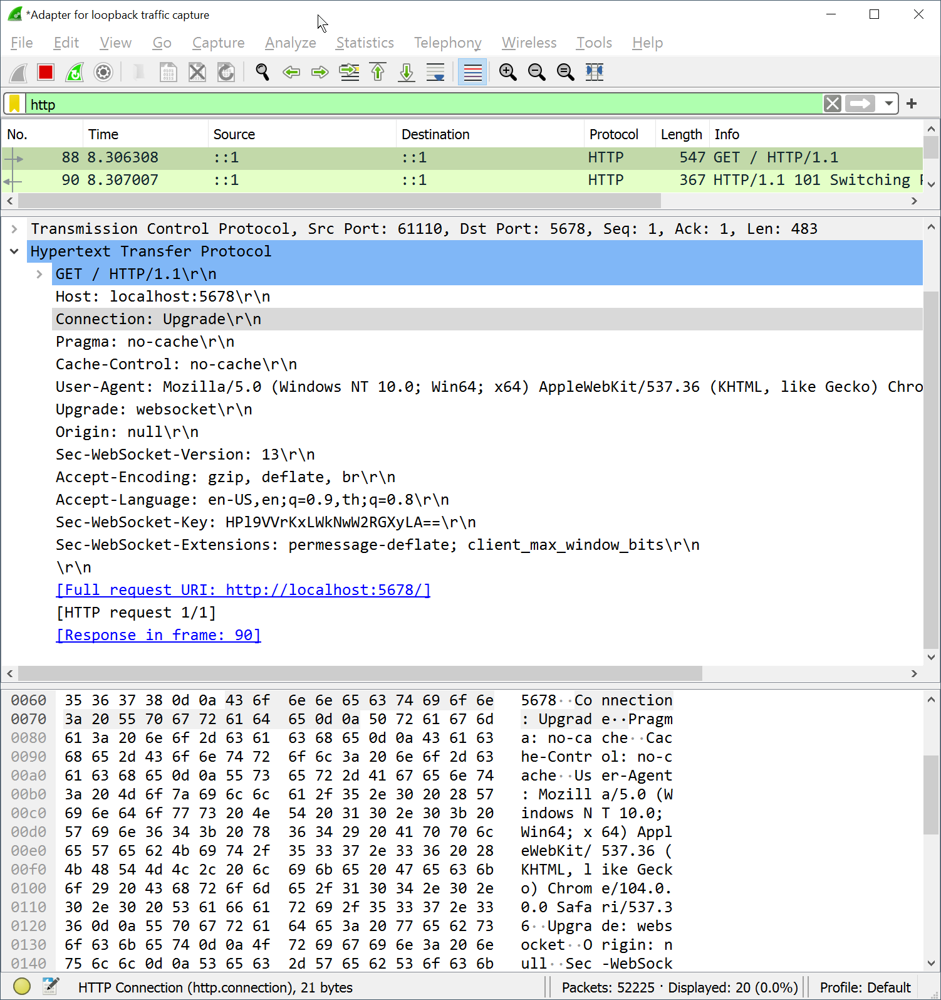 *Adapter for loopback traffic capture
File Edit View Go Capture Analyze Statistics Telephony Wireless Tools Help
http
No. Time Source Destination Protocol Length Info
88 8.306308 ::1 ::1 HTTP 547 GET / HTTP/1.1
90 8.307007 ::1 ::1 HTTP 367 HTTP/1.1 101 Switching
Transmission Control Protocol, Src Port: 61110, Dst Port: 5678, Seq: 1, Ack: 1, Len: 483
Hypertext Transfer Protocol
GET / HTTP/1.1\r\n
Host: localhost:5678\r\n
Connection: Upgrade\r\n
Pragma: no-cache\r\n
Cache-Control: no-cache\r\n
User-Agent: Mozilla/5.0 (Windows NT 10.0; Win64; x64) AppleWebKit/537.36 (KHTML, like Gecko) Chro
Upgrade: websocket\r\n
Origin: null\r\n
Sec-WebSocket-Version: 13\r\n
Accept-Encoding: gzip, deflate, br\r\n
Accept-Language: en-US,en;q=0.9,th;q=0.8\r\n
Sec-WebSocket-Key: HPl9VVrKxLWkNwW2RGXyLA==\r\n
Sec-WebSocket-Extensions: permessage-deflate; client_max_window_bits\r\n
\r\n
[Full request URI: http://localhost:5678/]
[HTTP request 1/1]
[Response in frame: 90]
0060 35 36 37 38 0d 0a 43 6f 6e 6e 65 63 74 69 6f 6e 5678··Co nnection
0070 3a 20 55 70 67 72 61 64 65 0d 0a 50 72 61 67 6d : Upgrad e··Pragm
0080 61 3a 20 6e 6f 2d 63 61 63 68 65 0d 0a 43 61 63 a: no-ca che··Cac
0090 68 65 2d 43 6f 6e 74 72 6f 6c 3a 20 6e 6f 2d 63 he-Contr ol: no-c
00a0 61 63 68 65 0d 0a 55 73 65 72 2d 41 67 65 6e 74 ache··Us er-Agent
00b0 3a 20 4d 6f 7a 69 6c 6c 61 2f 35 2e 30 20 28 57 : Mozill a/5.0 (W
00c0 69 6e 64 6f 77 73 20 4e 54 20 31 30 2e 30 3b 20 indows N T 10.0;
00d0 57 69 6e 36 34 3b 20 78 36 34 29 20 41 70 70 6c Win64; x 64) Appl
00e0 65 57 65 62 4b 69 74 2f 35 33 37 2e 33 36 20 28 eWebKit/ 537.36 (
00f0 4b 48 54 4d 4c 2c 20 6c 69 6b 65 20 47 65 63 6b KHTML, l ike Geck
0100 6f 29 20 43 68 72 6f 6d 65 2f 31 30 34 2e 30 2e o) Chrom e/104.0.
0110 30 2e 30 20 53 61 66 61 72 69 2f 35 33 37 2e 33 0.0 Safa ri/537.3
0120 36 0d 0a 55 70 67 72 61 64 65 3a 20 77 65 62 73 6··Upgra de: webs
0130 6f 63 6b 65 74 0d 0a 4f 72 69 67 69 6e 3a 20 6e ocket··O rigin: n
0140 75 6c 6c 0d 0a 53 65 63 2d 57 65 62 53 6f 63 6b ull··Sec -WebSock
HTTP Connection (http.connection), 21 bytes Packets: 52225 · Displayed: 20 (0.0%) Profile: Default